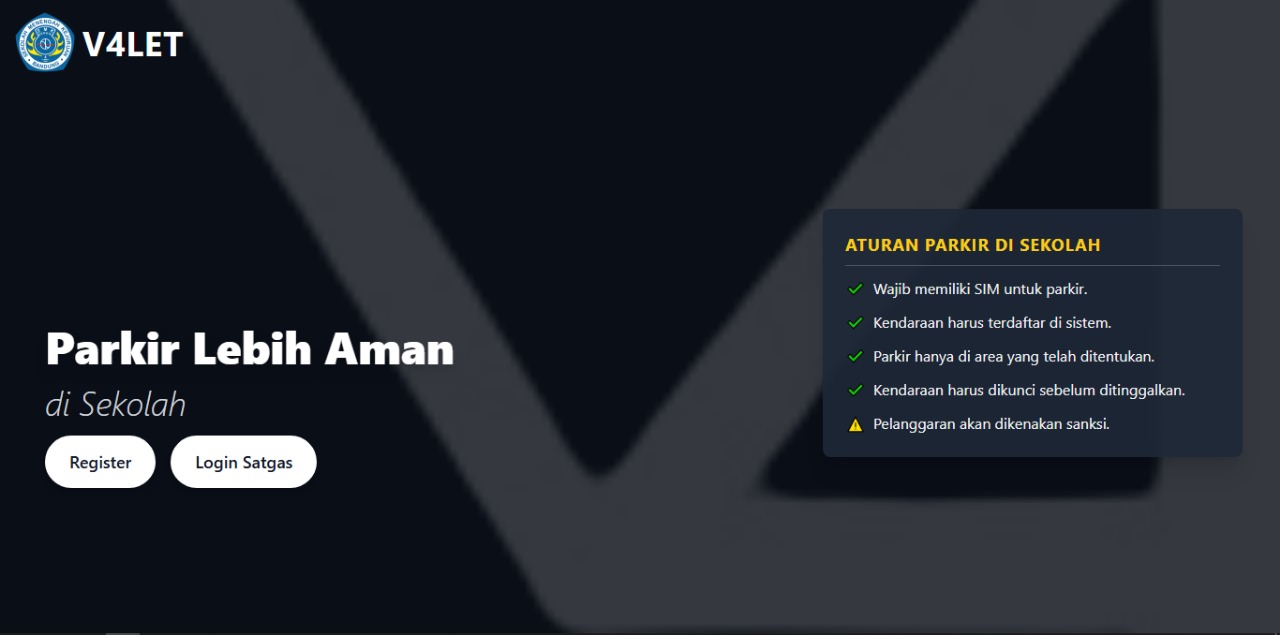 V4LET
Parkir Lebih Aman
di Sekolah
Register
Login Satgas
ATURAN PARKIR DI SEKOLAH
Wajib memiliki SIM untuk parkir.
Kendaraan harus terdaftar di sistem.
Parkir hanya di area yang telah ditentukan.
Kendaraan harus dikunci sebelum ditinggalkan.
Pelanggaran akan dikenakan sanksi.